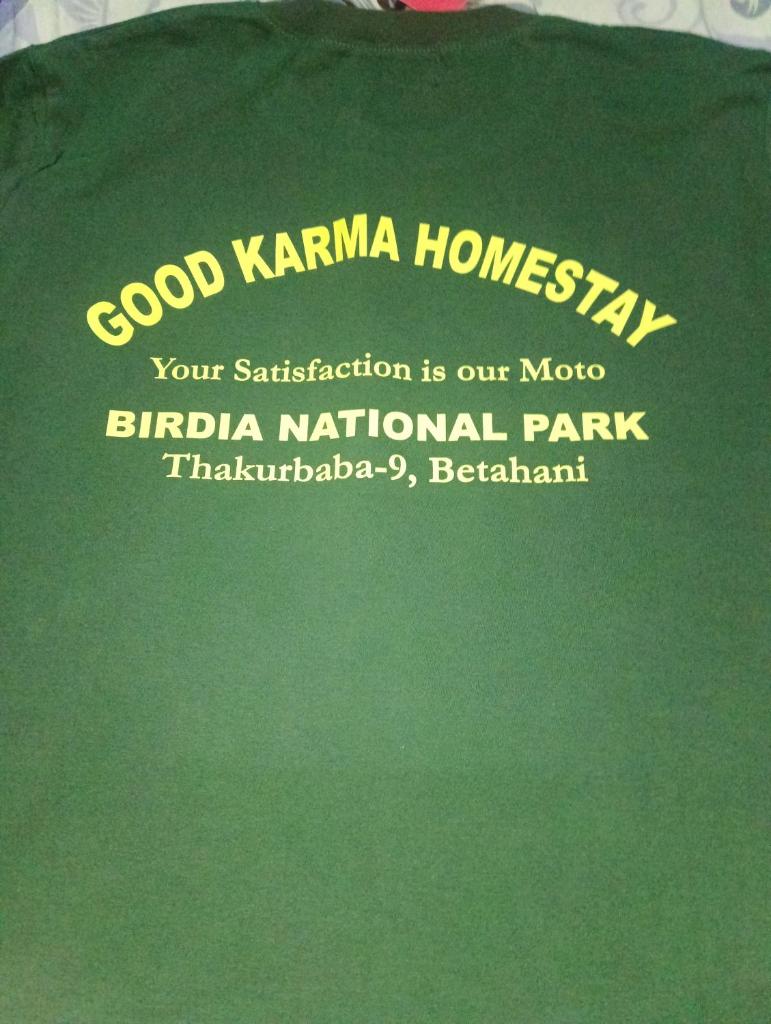 GOOD KARMA HOMESTAY
Your Satisfaction is our Moto
BIRDIA NATIONAL PARK
Thakurbaba-9, Betahani